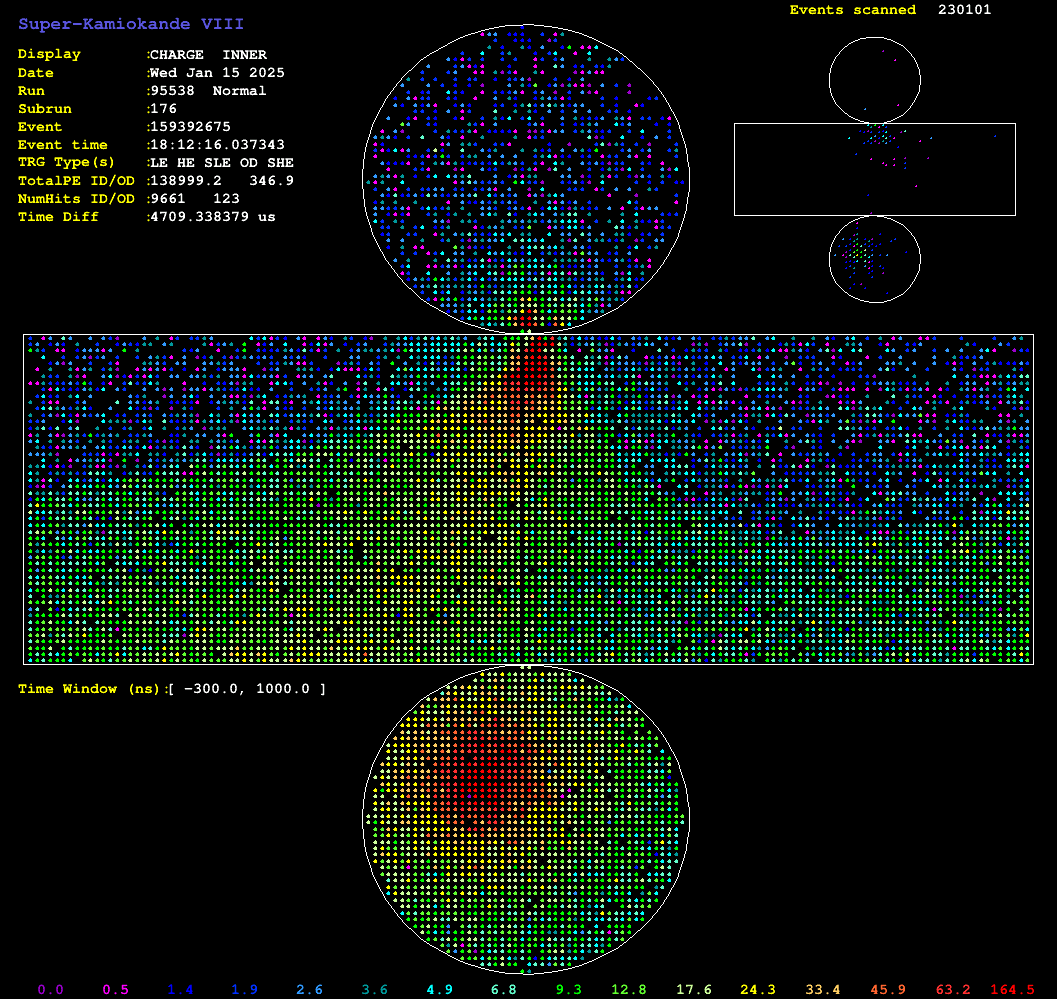 Super-Kamiokande VIII
Events scanned 230101
Display :CHARGE INNER
Date :Wed Jan 15 2025
Run :95538 Normal
Subrun :176
Event :159392675
Event time :18:12:16.037343
TRG Type(s) :LE HE SLE OD SHE
TotalPE ID/OD :138999.2 346.9
NumHits ID/OD :9661 123
Time Diff :4709.338379 us
Time Window (ns):[ -300.0, 1000.0 ]
0.0 0.5 1.4 1.9 2.6 3.6 4.9 6.8 9.3 12.8 17.6 24.3 33.4 45.9 63.2 164.5